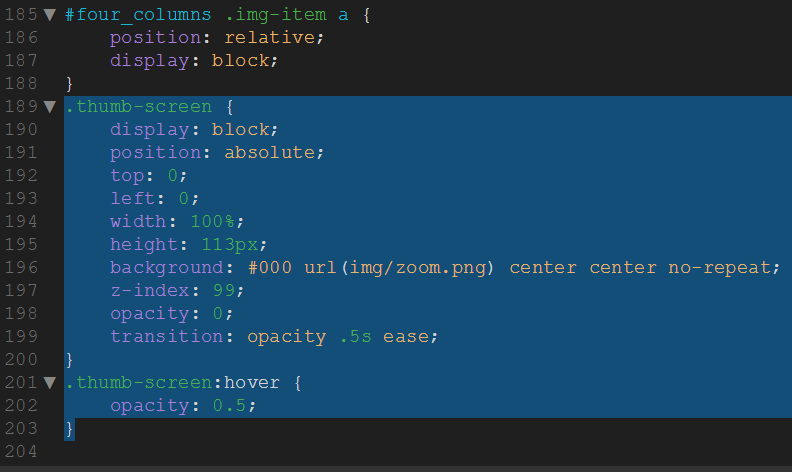 185 ▼ #four_columns .img-item a {
186     position: relative;
187     display: block;
188 }
189 ▼ .thumb-screen {
190     display: block;
191     position: absolute;
192     top: 0;
193     left: 0;
194     width: 100%;
195     height: 113px;
196     background: #000 url(img/zoom.png) center center no-repeat;
197     z-index: 99;
198     opacity: 0;
199     transition: opacity .5s ease;
200 }
201 ▼ .thumb-screen:hover {
202     opacity: 0.5;
203 }
204